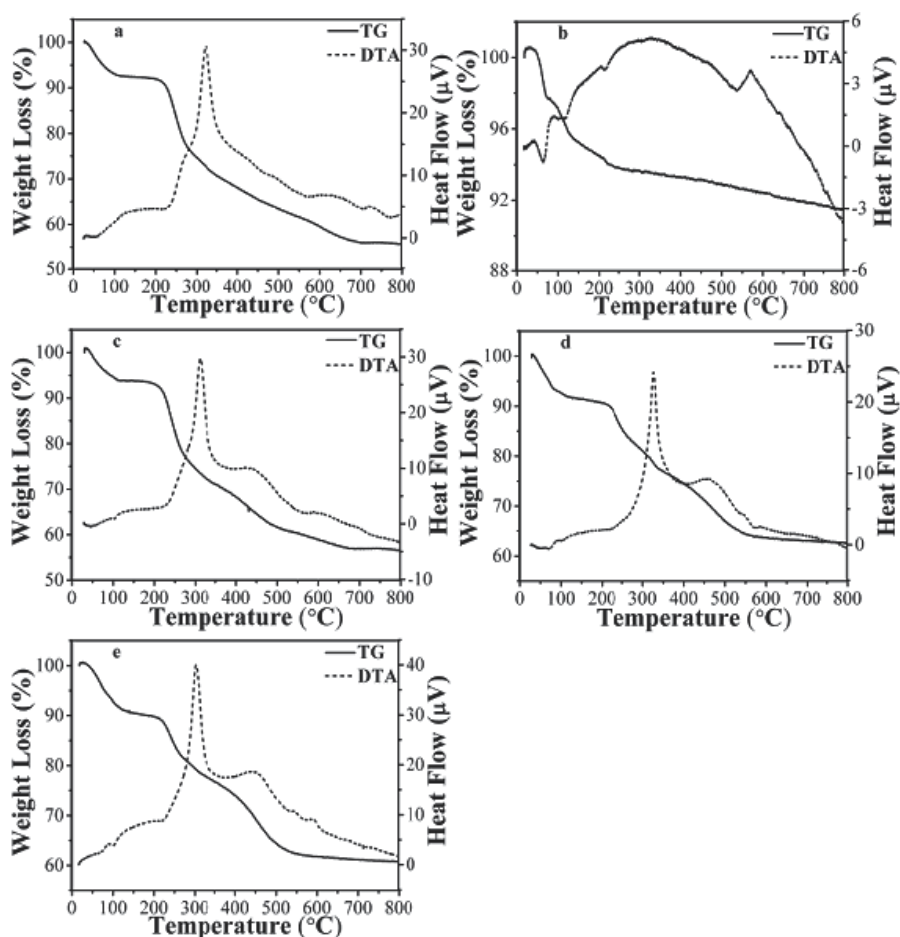 a
TG
DTA
100
90
80
70
60
50
30
20
10
0
Weight Loss (%)
Heat Flow (μV)
0 100 200 300 400 500 600 700 800
Temperature (°C)
b
TG
DTA
100
96
92
88
6
3
0
-3
-6
Weight Loss (%)
Heat Flow (μV)
0 100 200 300 400 500 600 700 800
Temperature (°C)
c
TG
DTA
100
90
80
70
60
50
30
20
10
0
-10
Weight Loss (%)
Heat Flow (μV)
0 100 200 300 400 500 600 700 800
Temperature (°C)
d
TG
DTA
100
90
80
70
60
30
20
10
0
Weight Loss (%)
Heat Flow (μV)
0 100 200 300 400 500 600 700 800
Temperature (°C)
e
TG
DTA
100
90
80
70
60
40
30
20
10
0
Weight Loss (%)
Heat Flow (μV)
0 100 200 300 400 500 600 700 800
Temperature (°C)